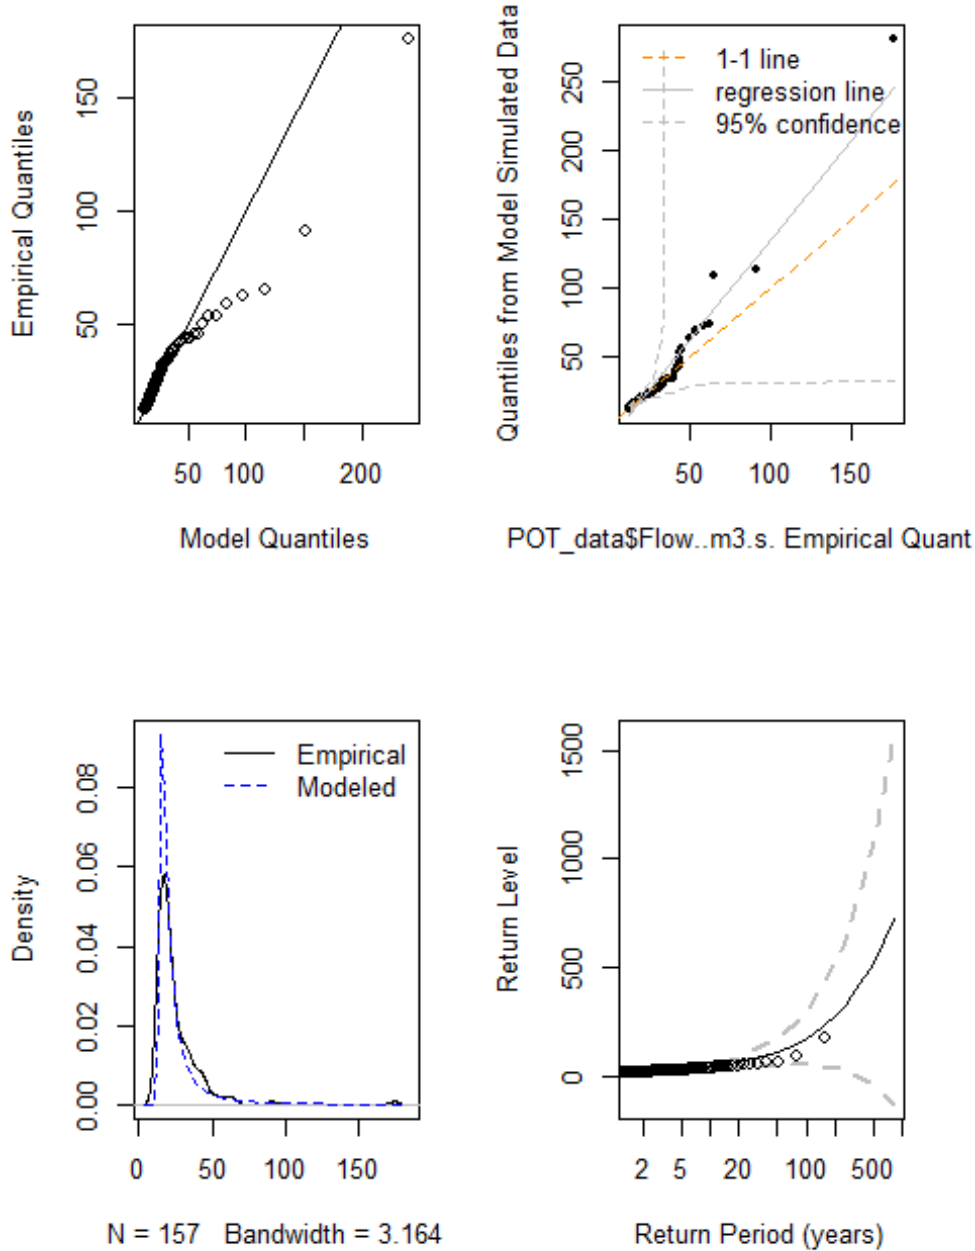 Empirical Quantiles
150
100
50
50 100 200
Model Quantiles
Quantiles from Model Simulated Data
250
200
150
100
50
1-1 line
regression line
95% confidence
50 100 150
POT_data$Flow..m3.s. Empirical Quant
Density
0.08
0.06
0.04
0.02
0.00
Empirical
Modeled
0 50 100 150
N = 157 Bandwidth = 3.164
Return Level
1500
1000
500
0
2 5 20 100 500
Return Period (years)